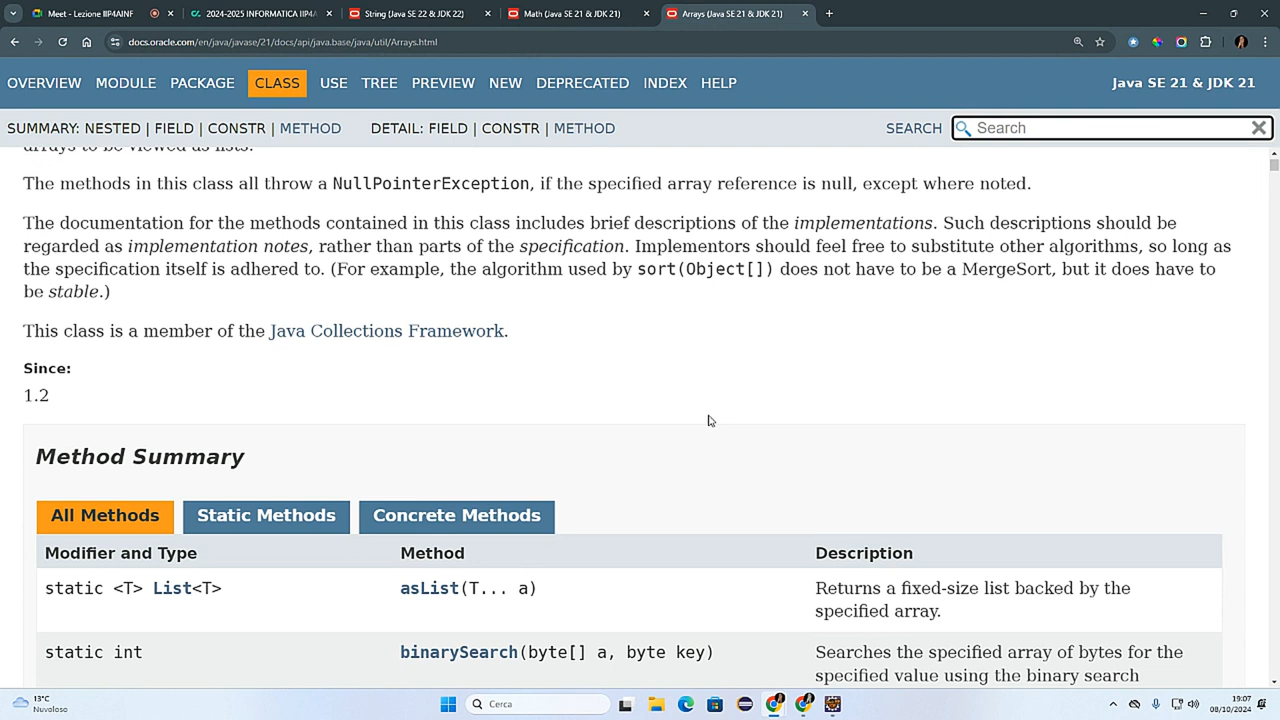 Meet - Lezione IIP4AINF
2024-2025 INFORMATICA IIP4A
String (Java SE 22 & JDK 22)
Math (Java SE 21 & JDK 21)
Arrays (Java SE 21 & JDK 21)
docs.oracle.com/en/java/javase/21/docs/api/java.base/java/util/Arrays.html
OVERVIEW MODULE PACKAGE CLASS USE TREE PREVIEW NEW DEPRECATED INDEX HELP Java SE 21 & JDK 21
SUMMARY: NESTED | FIELD | CONSTR | METHOD DETAIL: FIELD | CONSTR | METHOD SEARCH Search
arrays to be viewed as lists.
The methods in this class all throw a NullPointerException, if the specified array reference is null, except where noted.
The documentation for the methods contained in this class includes brief descriptions of the implementations. Such descriptions should be
regarded as implementation notes, rather than parts of the specification. Implementors should feel free to substitute other algorithms, so long as
the specification itself is adhered to. (For example, the algorithm used by sort(Object[]) does not have to be a MergeSort, but it does have to
be stable.)
This class is a member of the Java Collections Framework.
Since:
1.2
Method Summary
All Methods Static Methods Concrete Methods
Modifier and Type Method Description
static <T> List<T> asList(T... a) Returns a fixed-size list backed by the
specified array.
static int binarySearch(byte[] a, byte key) Searches the specified array of bytes for the
specified value using the binary search
13°C
Nuvoloso
Cerca
19:07
08/10/2024